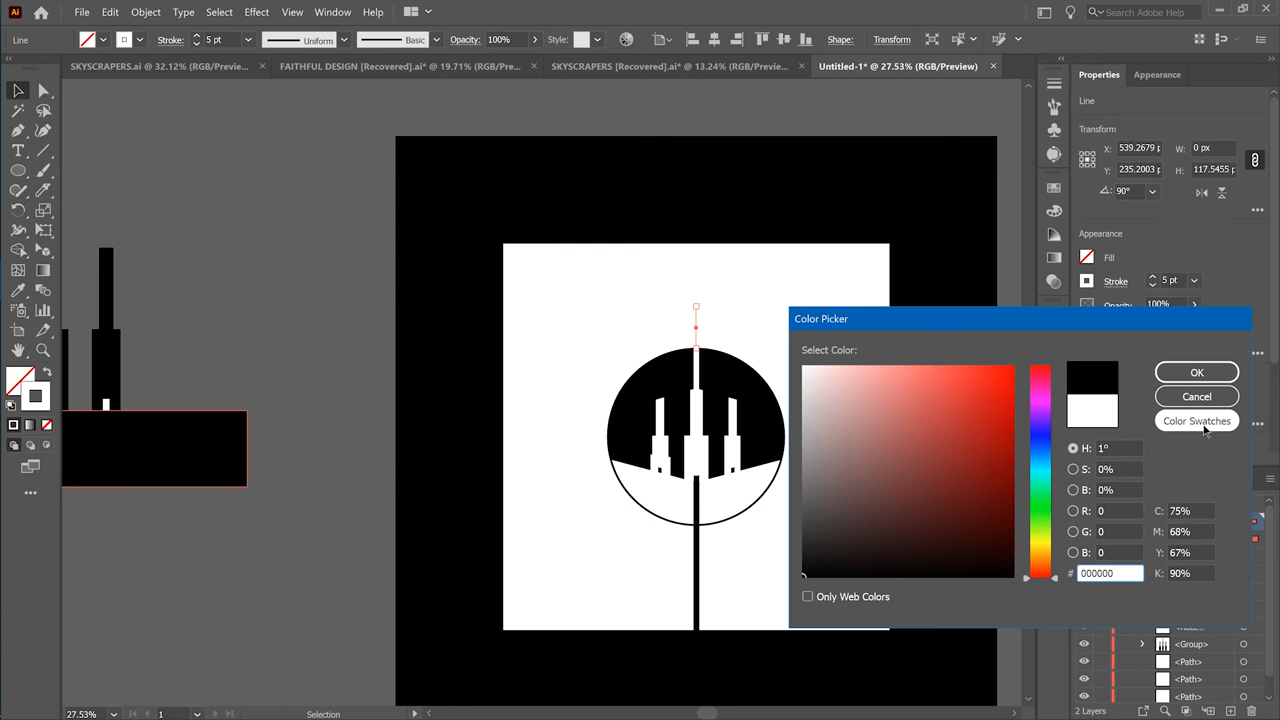 Ai File Edit Object Type Select Effect View Window Help Search Adobe Help
Line Stroke: 5 pt Uniform Basic Opacity: 100% Style: Shape: Transform
SKYSCRAPERS.ai @ 32.12% (RGB/Previe... FAITHFUL DESIGN [Recovered].ai* @ 19.71% (RGB/Pre... SKYSCRAPERS [Recovered].ai* @ 13.24% (RGB/Previe... Untitled-1* @ 27.53% (RGB/Preview)
Properties Appearance
Line
Transform
X: 539.2679 p W: 0 px
Y: 235.2003 p H: 117.5455 p
90°
Appearance
Fill
Stroke 5 pt
Opacity 100%
Color Picker
Select Color:
OK
Cancel
Color Swatches
H: 1°
S: 0%
B: 0%
R: 0 C: 75%
G: 0 M: 68%
B: 0 Y: 67%
# 000000 K: 90%
Only Web Colors
<Group>
<Path>
<Path>
<Path>
27.53% 1 Selection 2 Layers